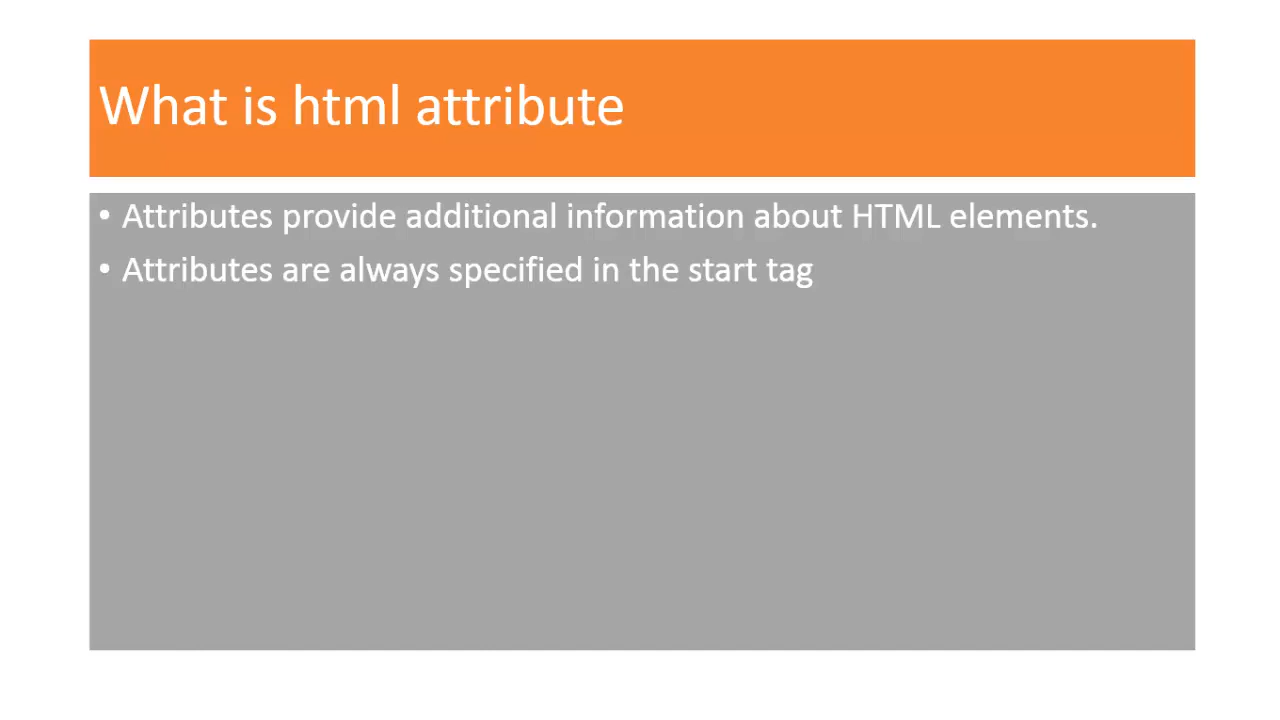 What is html attribute
• Attributes provide additional information about HTML elements.
• Attributes are always specified in the start tag